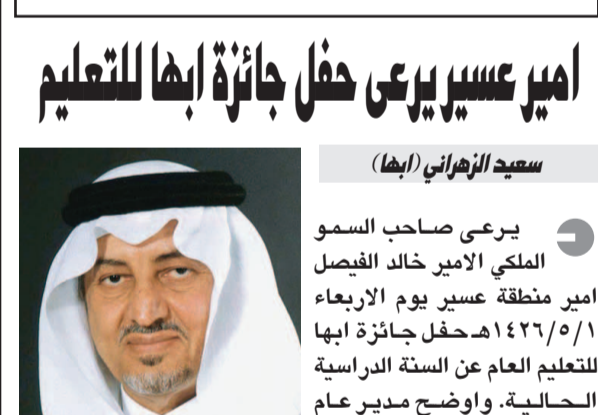 امير عسير يرعى حفل جائزة ابها للتعليم
سعيد الزهراني (ابها)
يرعى صاحب السمو
الملكي الامير خالد الفيصل
امير منطقة عسير يوم الاربعاء
١٤٢٦/٥/١هـ حفل جائزة ابها
للتعليم العام عن السنة الدراسية
الحالية. واوضح مدير عام